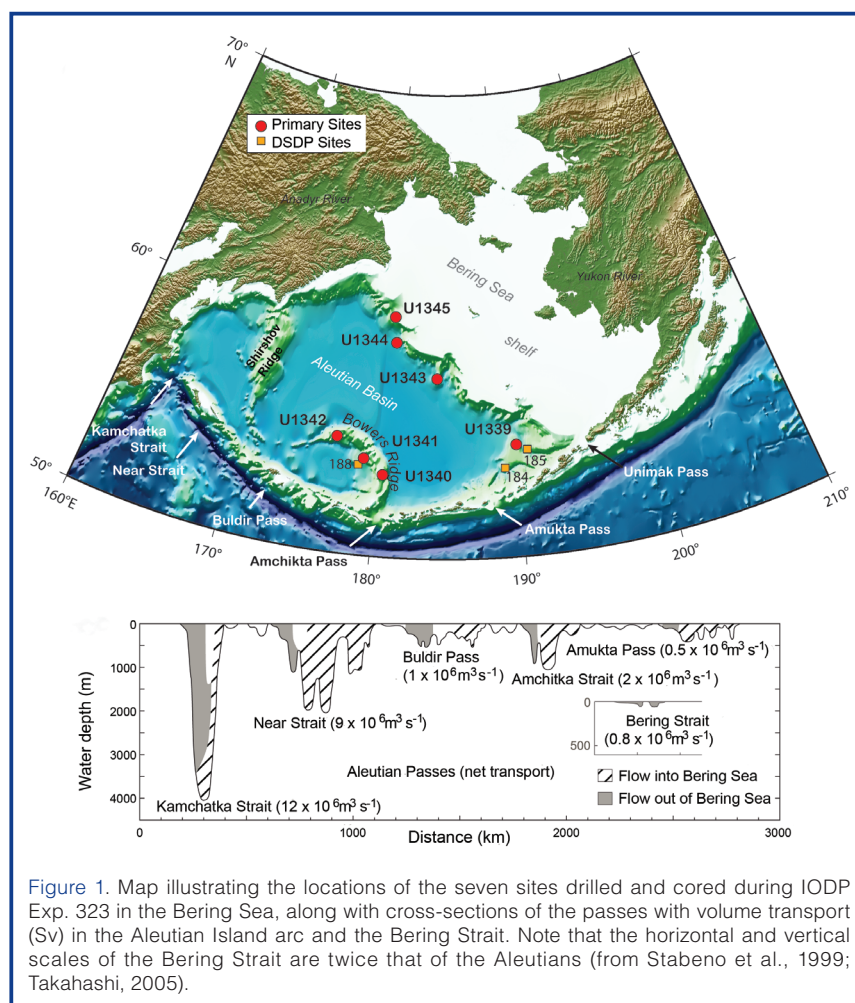 70°
N
Primary Sites
DSDP Sites
Anadyr River
60°
Bering Sea
shelf
Yukon River
U1345
U1344
U1343
Shirshov
Ridge
Aleutian Basin
U1342
Bowers Ridge
U1341
U1339
188
U1340
185
184
Kamchatka
Strait
Near Strait
Unimak Pass
50°
160°E
210°
Buldir Pass
Amukta Pass
Amchikta Pass
170°
180°
190°
200°
Water depth (m)
0
1000
2000
3000
4000
Buldir Pass
(1 x 10⁶m³s⁻¹)
Amukta Pass (0.5 x 10⁶m³s⁻¹)
Amchitka Strait (2 x 10⁶m³s⁻¹)
Near Strait (9 x 10⁶m³s⁻¹)
0
500
Bering Strait
(0.8 x 10⁶m³s⁻¹)
Aleutian Passes (net transport)
Flow into Bering Sea
Flow out of Bering Sea
Kamchatka Strait (12 x 10⁶m³s⁻¹)
0
1000
2000
3000
Distance (km)
Figure 1. Map illustrating the locations of the seven sites drilled and cored during IODP
Exp. 323 in the Bering Sea, along with cross-sections of the passes with volume transport
(Sv) in the Aleutian Island arc and the Bering Strait. Note that the horizontal and vertical
scales of the Bering Strait are twice that of the Aleutians (from Stabeno et al., 1999;
Takahashi, 2005).